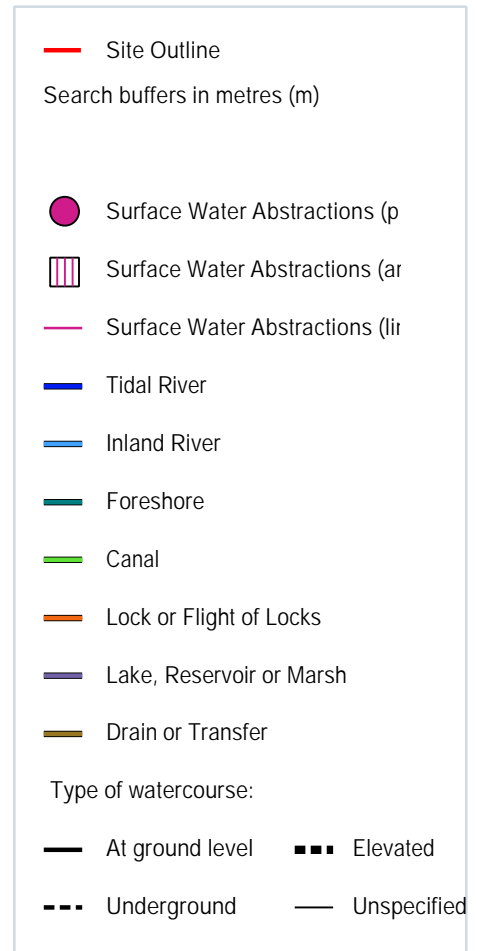 Site Outline
Search buffers in metres (m)
Surface Water Abstractions (p
Surface Water Abstractions (ar
Surface Water Abstractions (lir
Tidal River
Inland River
Foreshore
Canal
Lock or Flight of Locks
Lake, Reservoir or Marsh
Drain or Transfer
Type of watercourse:
At ground level Elevated
Underground Unspecified